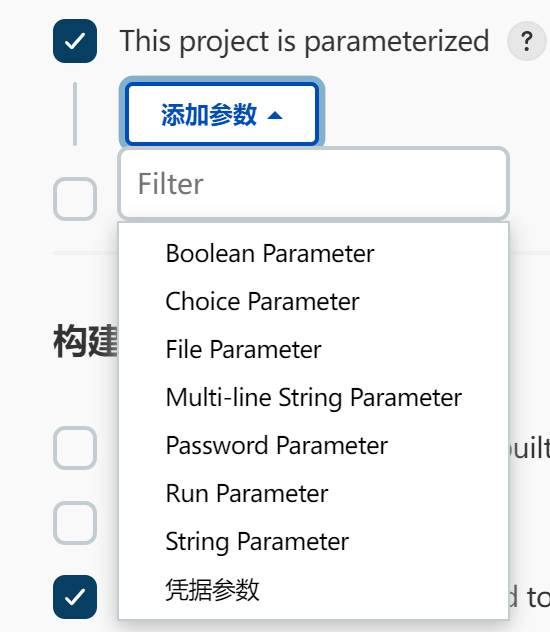 This project is parameterized ?
添加参数
Filter
Boolean Parameter
Choice Parameter
File Parameter
构建
Multi-line String Parameter
Password Parameter
Run Parameter
String Parameter
凭据参数
to